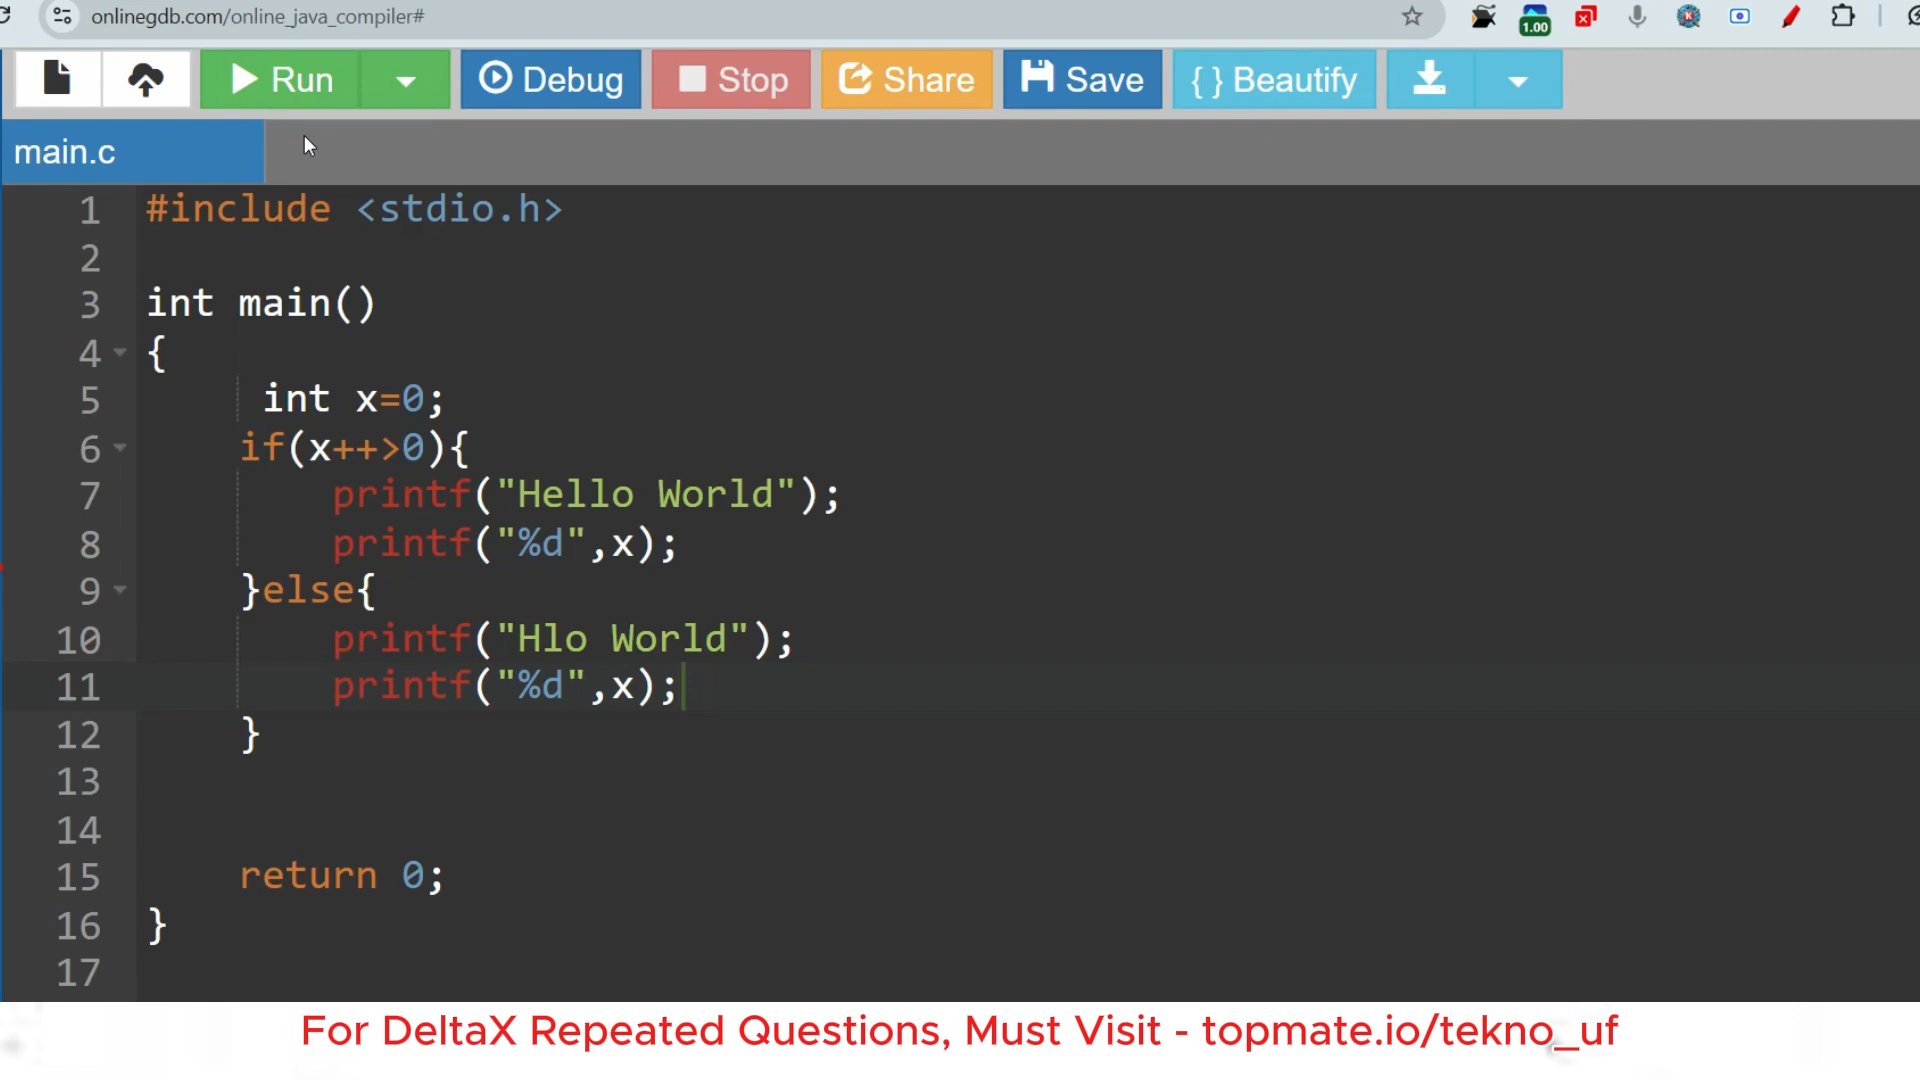 onlinegdb.com/online_java_compiler#
1.00
Run Debug Stop Share Save { } Beautify
main.c
1 #include <stdio.h>
2
3 int main()
4 {
5 int x=0;
6 if(x++>0){
7 printf("Hello World");
8 printf("%d",x);
9 }else{
10 printf("Hlo World");
11 printf("%d",x);
12 }
13
14
15 return 0;
16 }
17
For DeltaX Repeated Questions, Must Visit - topmate.io/tekno_uf